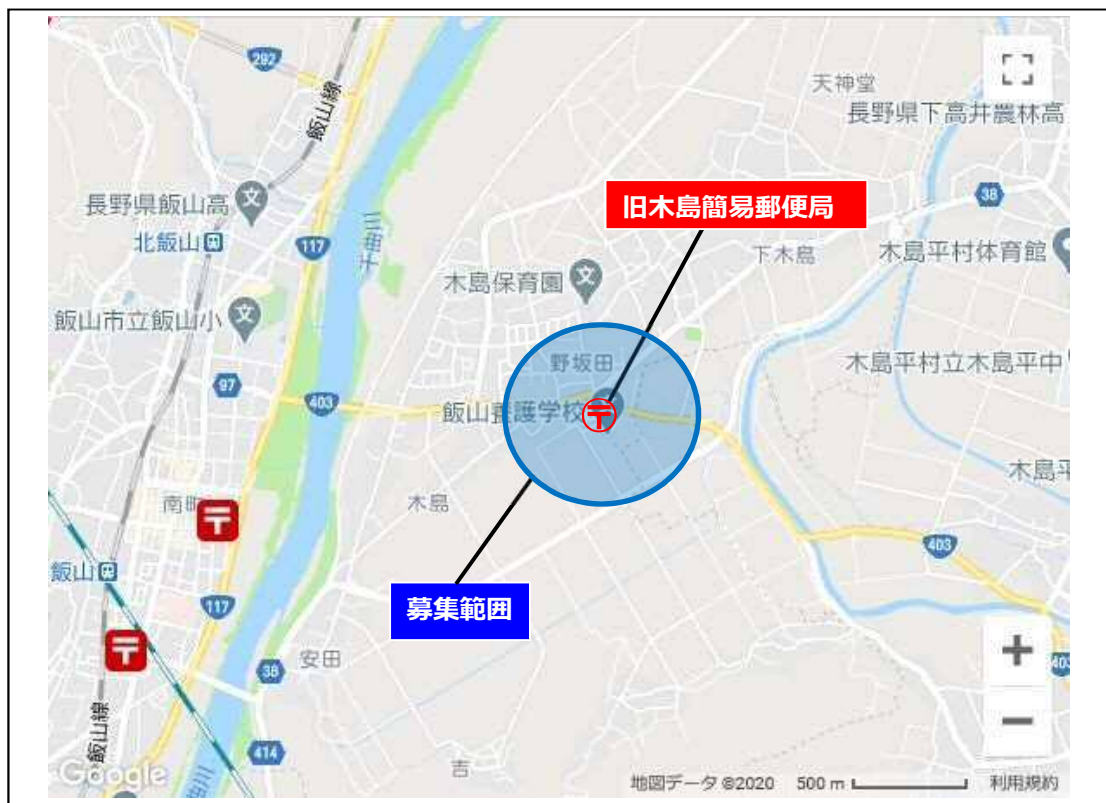 292
飯山線
天神堂
長野県下高井農林高
旧木島簡易郵便局
38
長野県飯山高
北飯山
117
下木島
木島平村体育館
木島保育園
飯山市立飯山小
野坂田
木島平村立木島平中
97
403
飯山養護学校
木島平
木島
南町
403
飯山
募集範囲
117
安田
38
403
飯山線
414
吉
Google
地図データ ©2020
500 m
利用規約